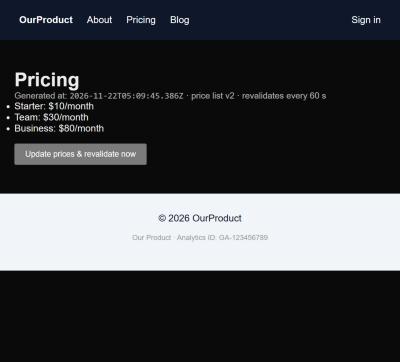 OurProduct About Pricing Blog Sign in
Pricing
Generated at: 2026-11-22T05:09:45.386Z · price list v2 · revalidates every 60 s
• Starter: $10/month
• Team: $30/month
• Business: $80/month
Update prices & revalidate now
© 2026 OurProduct
Our Product · Analytics ID: GA-123456789